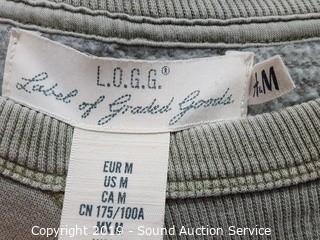 L.O.G.G.®
Label of Graded Goods.
H&M
EUR M
US M
CA M
CN 175/100A
Copyright 2019 - Sound Auction Service